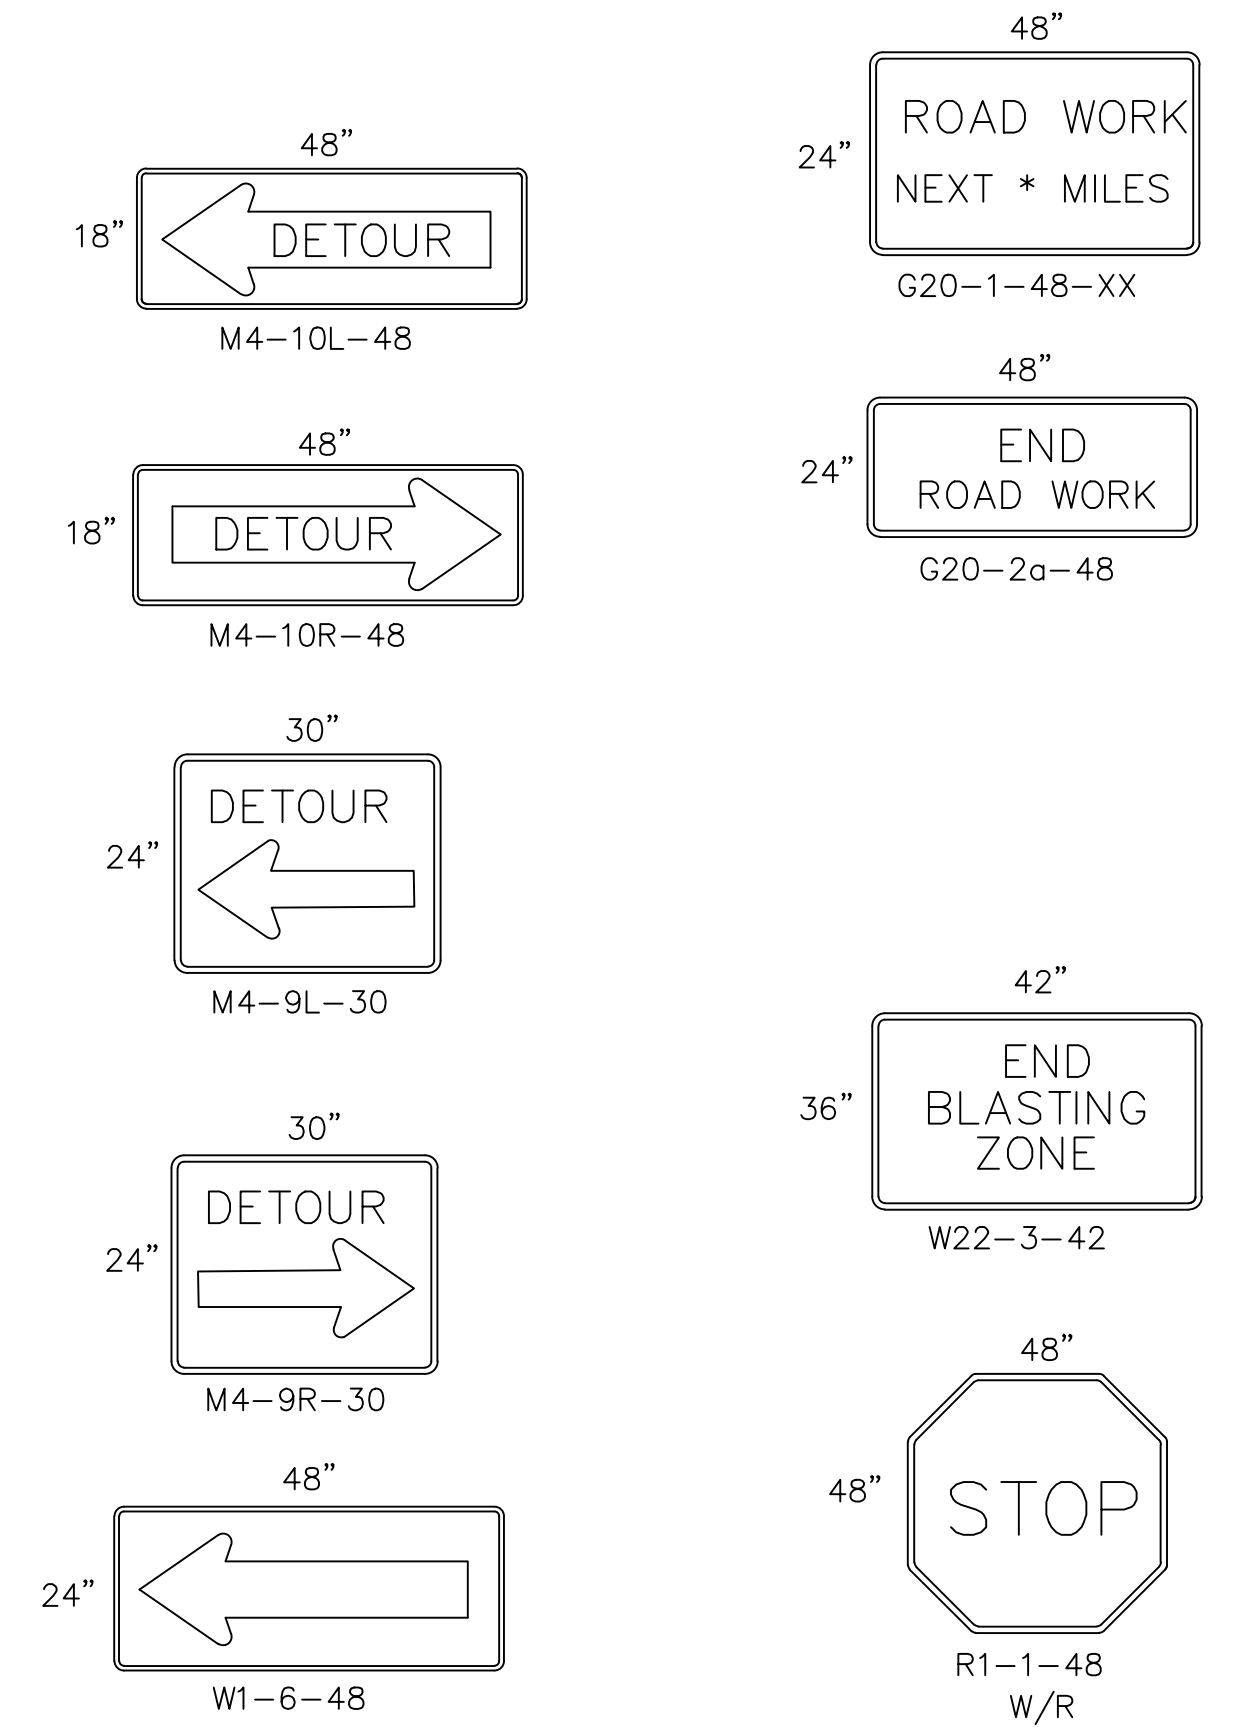 48”
18”
DETOUR
M4-10L-48
48”
18”
DETOUR
M4-10R-48
30”
DETOUR
24”
M4-9L-30
30”
DETOUR
24”
M4-9R-30
48”
24”
W1-6-48
48”
ROAD WORK
24”
NEXT * MILES
G20-1-48-XX
48”
END
24”
ROAD WORK
G20-2a-48
42”
END
36”
BLASTING
ZONE
W22-3-42
48”
48”
STOP
R1-1-48
W/R